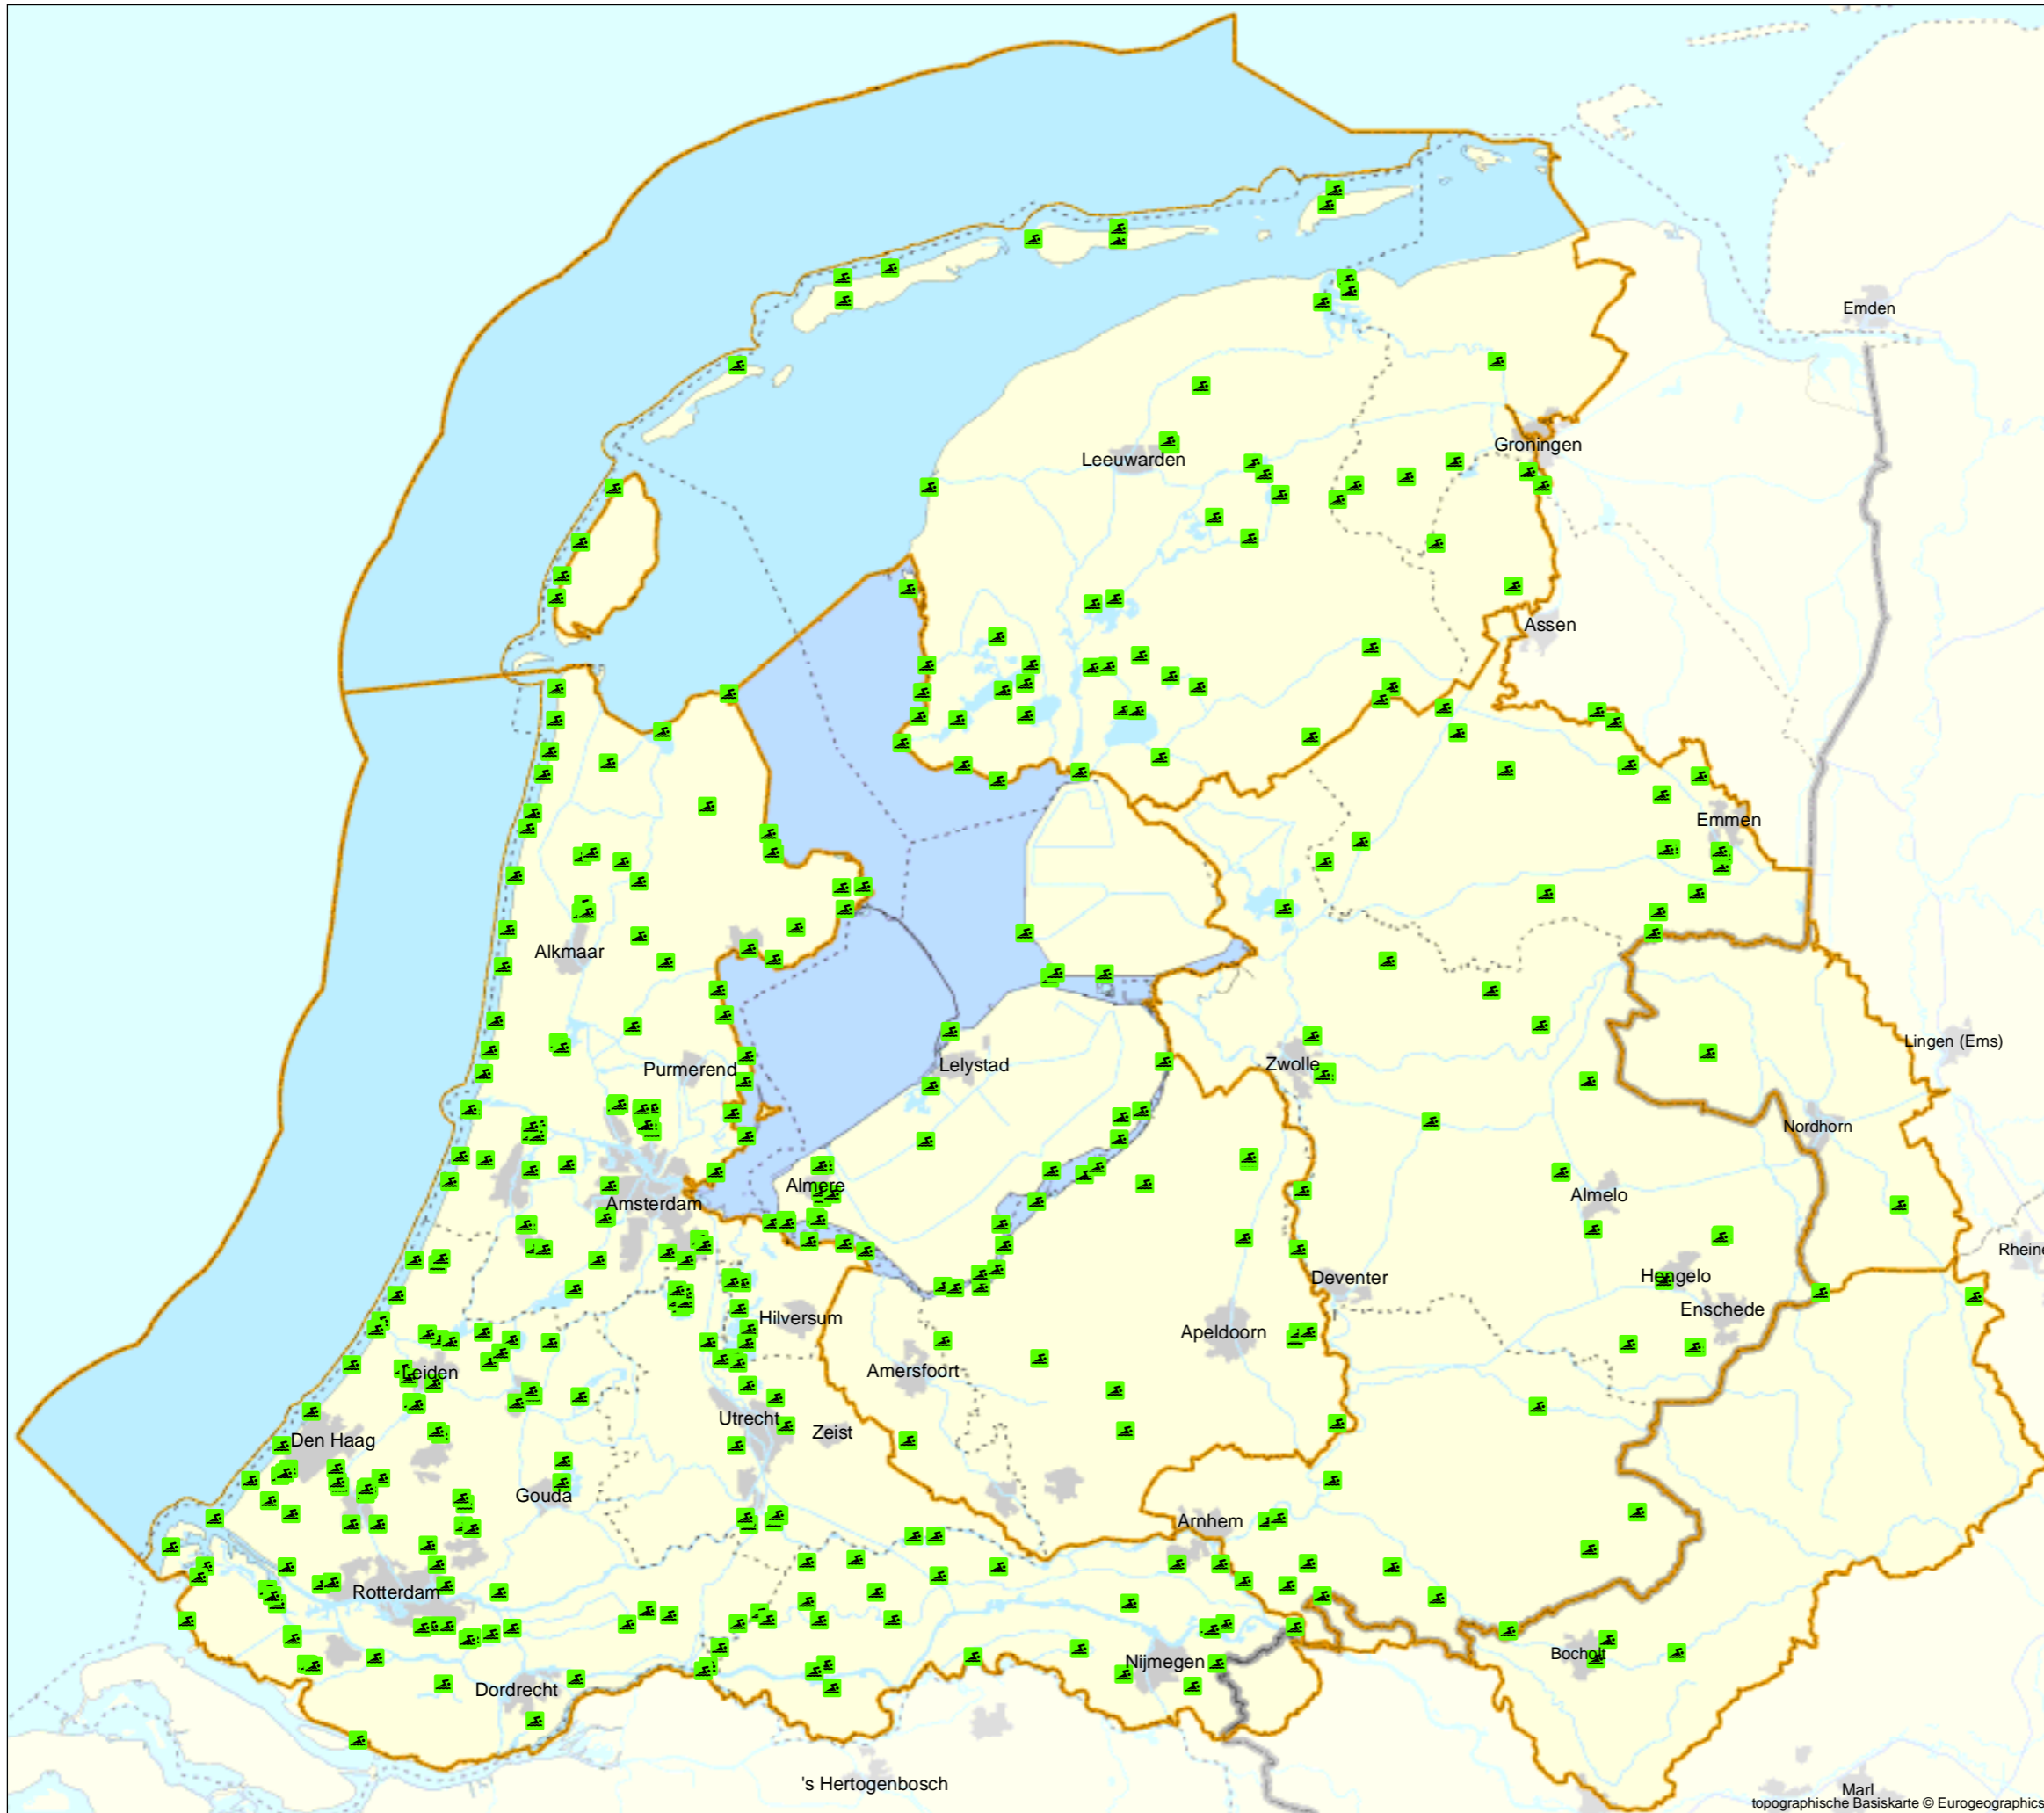 Emden
Groningen
Leeuwarden
Assen
Emmen
Alkmaar
Lingen (Ems)
Zwolle
Lelystad
Purmerend
Nordhorn
Almere
Almelo
Amsterdam
Rheine
Hengelo
Deventer
Enschede
Hilversum
Apeldoorn
Amersfoort
Leiden
Utrecht
Zeist
Den Haag
Gouda
Arnhem
Rotterdam
Bocholt
Nijmegen
Dordrecht
's Hertogenbosch
Marl
topographische Basiskarte © Eurogeographics